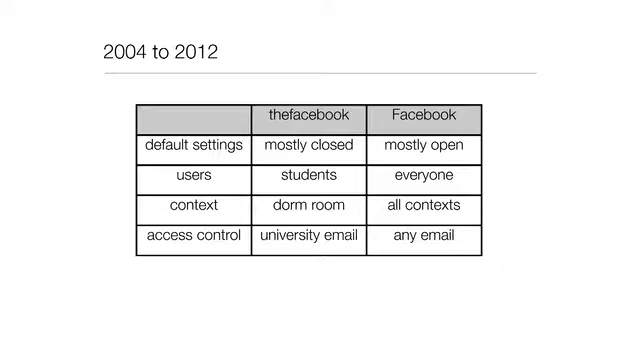 2004 to 2012
thefacebook Facebook
default settings mostly closed mostly open
users students everyone
context dorm room all contexts
access control university email any email